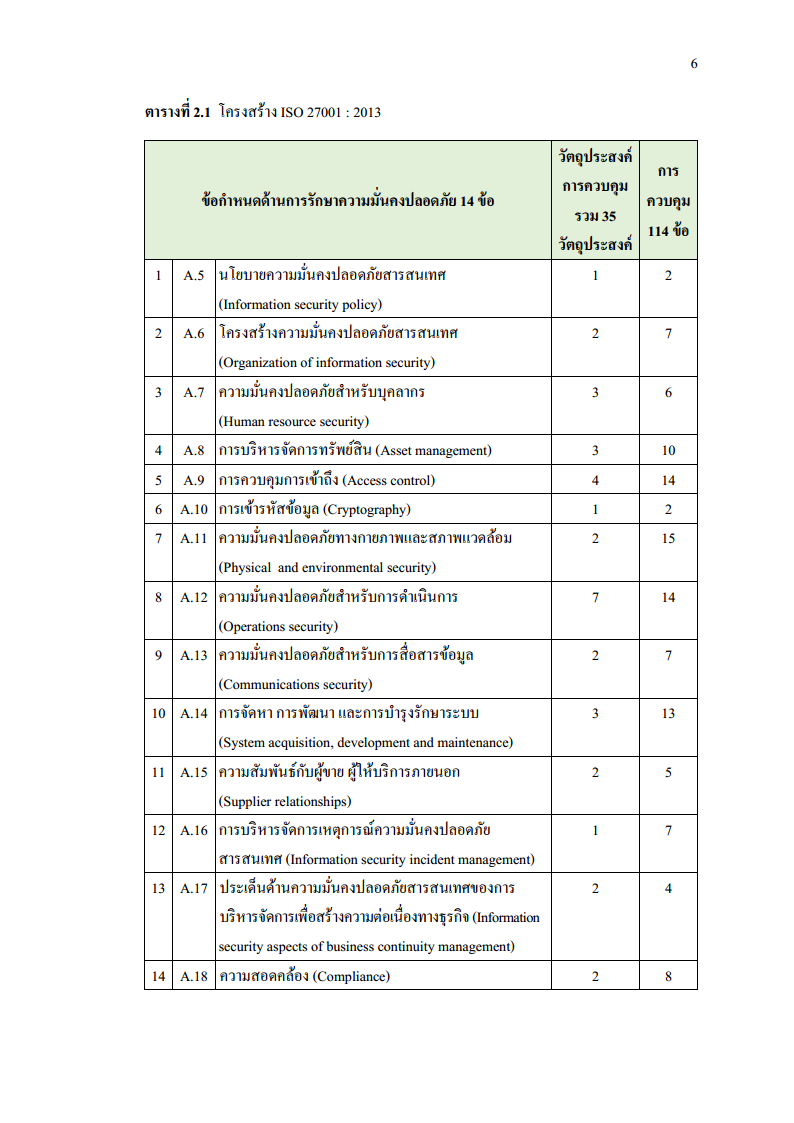 6
ตารางที่ 2.1 โครงสร้าง ISO 27001 : 2013
ข้อกำหนดด้านการรักษาความมั่นคงปลอดภัย 14 ข้อ
วัตถุประสงค์
การควบคุม
รวม 35
วัตถุประสงค์
การ
ควบคุม
114 ข้อ
1 A.5 นโยบายความมั่นคงปลอดภัยสารสนเทศ 1 2
(Information security policy)
2 A.6 โครงสร้างความมั่นคงปลอดภัยสารสนเทศ 2 7
(Organization of information security)
3 A.7 ความมั่นคงปลอดภัยสำหรับบุคลากร 3 6
(Human resource security)
4 A.8 การบริหารจัดการทรัพย์สิน (Asset management) 3 10
5 A.9 การควบคุมการเข้าถึง (Access control) 4 14
6 A.10 การเข้ารหัสข้อมูล (Cryptography) 1 2
7 A.11 ความมั่นคงปลอดภัยทางกายภาพและสภาพแวดล้อม 2 15
(Physical and environmental security)
8 A.12 ความมั่นคงปลอดภัยสำหรับการดำเนินการ 7 14
(Operations security)
9 A.13 ความมั่นคงปลอดภัยสำหรับการสื่อสารข้อมูล 2 7
(Communications security)
10 A.14 การจัดหา การพัฒนา และการบำรุงรักษาระบบ 3 13
(System acquisition, development and maintenance)
11 A.15 ความสัมพันธ์กับผู้ขาย ผู้ให้บริการภายนอก 2 5
(Supplier relationships)
12 A.16 การบริหารจัดการเหตุการณ์ความมั่นคงปลอดภัย 1 7
สารสนเทศ (Information security incident management)
13 A.17 ประเด็นด้านความมั่นคงปลอดภัยสารสนเทศของการ 2 4
บริหารจัดการเพื่อสร้างความต่อเนื่องทางธุรกิจ (Information
security aspects of business continuity management)
14 A.18 ความสอดคล้อง (Compliance) 2 8